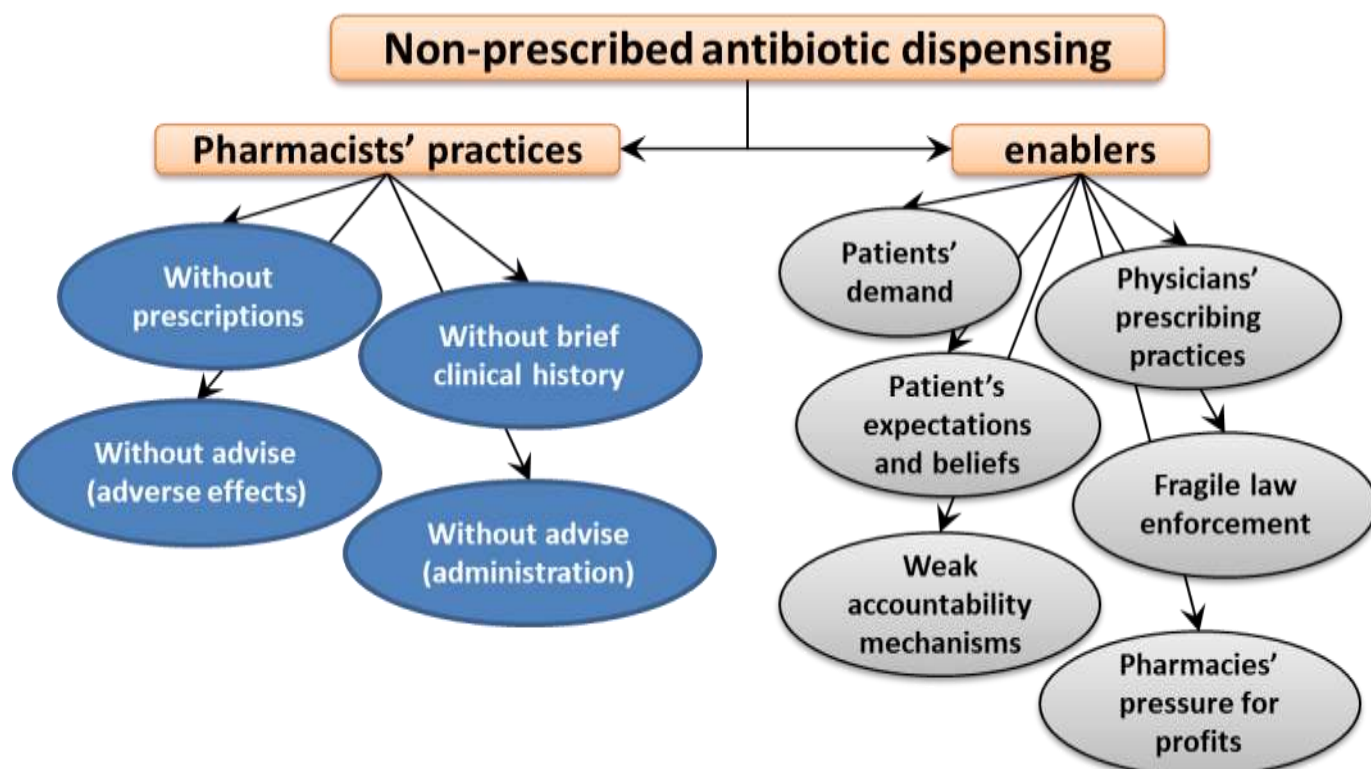 Non-prescribed antibiotic dispensing
Pharmacists’ practices
enablers
Without
prescriptions
Without brief
clinical history
Without advise
(adverse effects)
Without advise
(administration)
Patients’
demand
Physicians’
prescribing
practices
Patient’s
expectations
and beliefs
Fragile law
enforcement
Weak
accountability
mechanisms
Pharmacies’
pressure for
profits